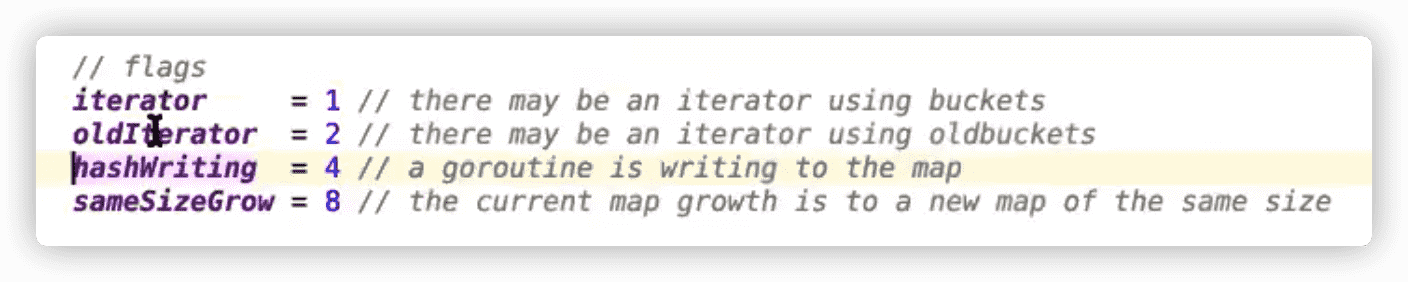 // flags
iterator     = 1 // there may be an iterator using buckets
oldIterator  = 2 // there may be an iterator using oldbuckets
hashWriting  = 4 // a goroutine is writing to the map
sameSizeGrow = 8 // the current map growth is to a new map of the same size